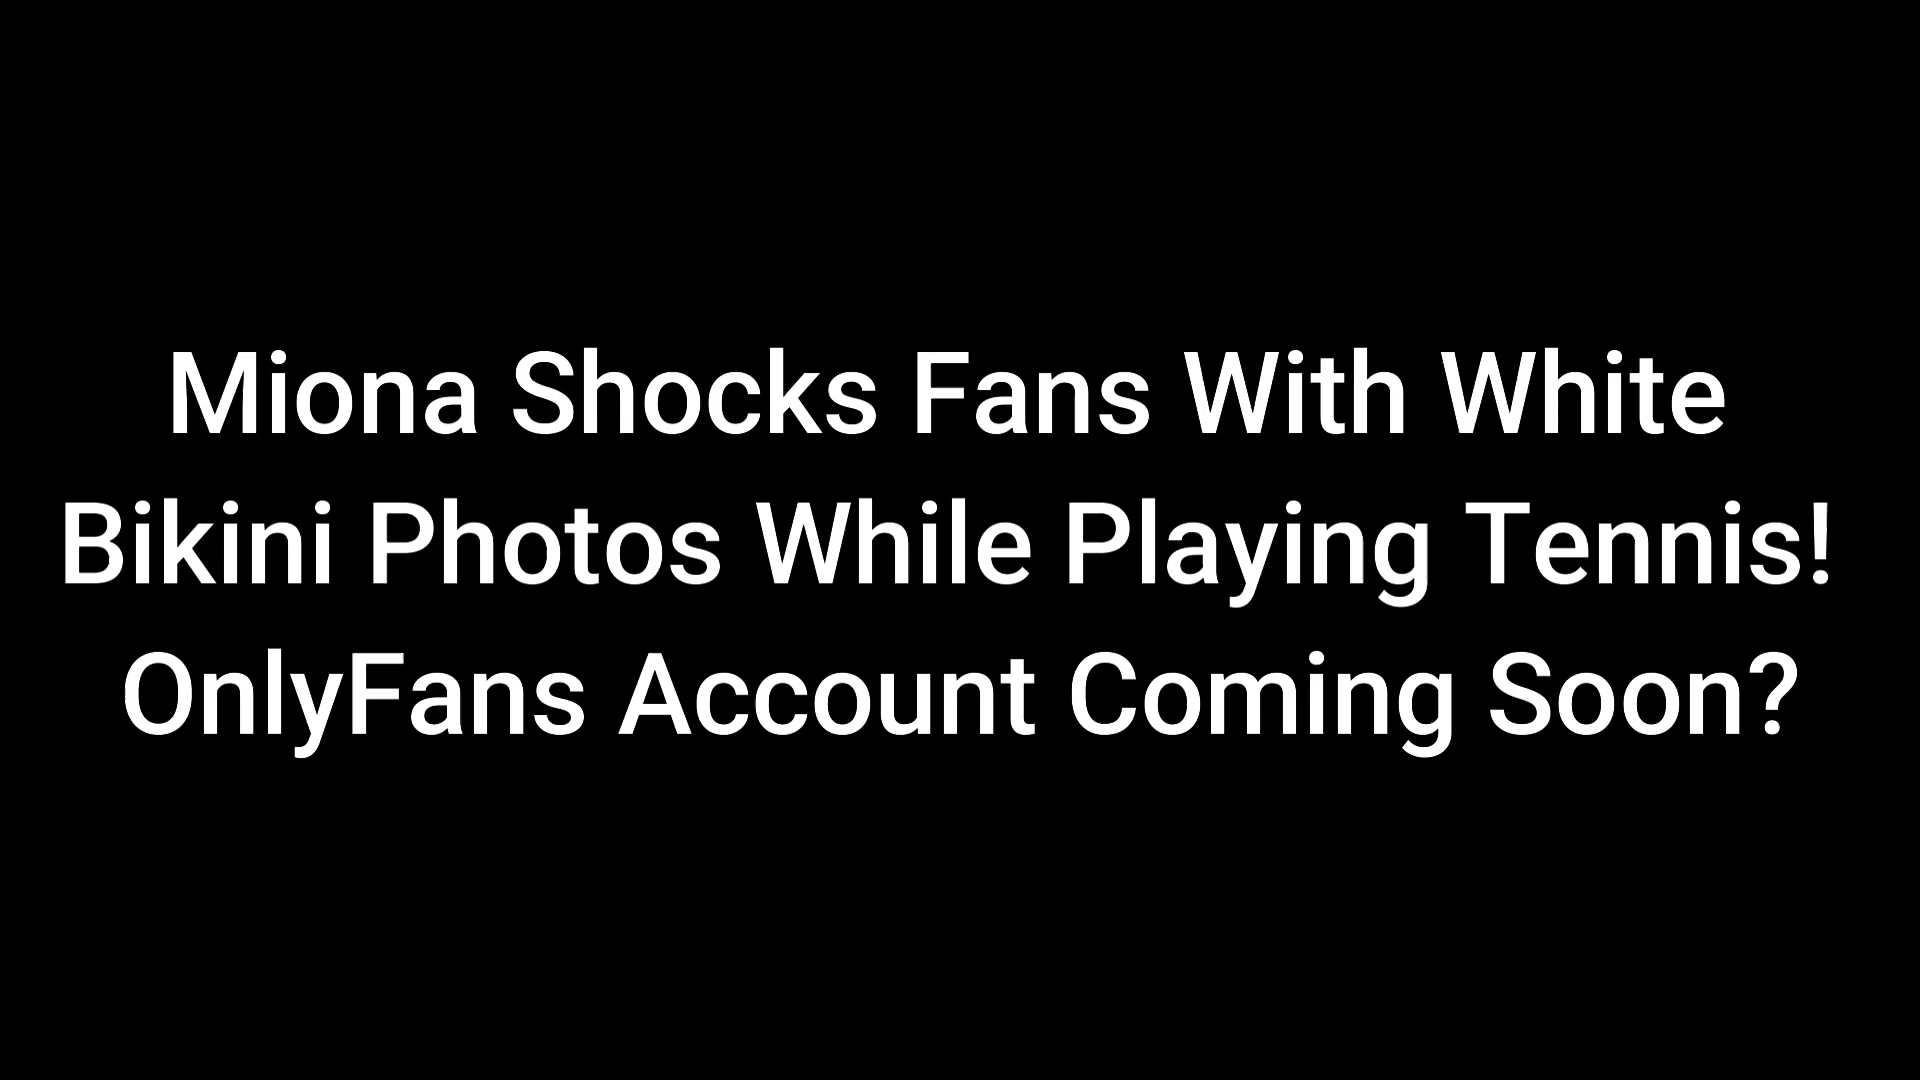 Miona Shocks Fans With White
Bikini Photos While Playing Tennis!
OnlyFans Account Coming Soon?